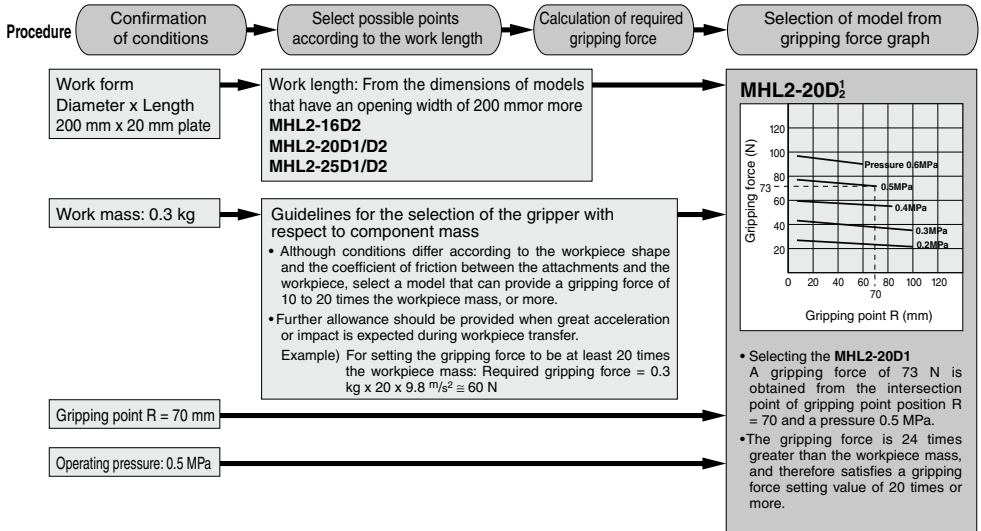 Procedure
Confirmation
of conditions
Select possible points
according to the work length
Calculation of required
gripping force
Selection of model from
gripping force graph
Work form
Diameter x Length
200 mm x 20 mm plate
Work length: From the dimensions of models
that have an opening width of 200 mmor more
MHL2-16D2
MHL2-20D1/D2
MHL2-25D1/D2
Work mass: 0.3 kg
Guidelines for the selection of the gripper with
respect to component mass
• Although conditions differ according to the workpiece shape
and the coefficient of friction between the attachments and the
workpiece, select a model that can provide a gripping force of
10 to 20 times the workpiece mass, or more.
• Further allowance should be provided when great acceleration
or impact is expected during workpiece transfer.
Example) For setting the gripping force to be at least 20 times
the workpiece mass: Required gripping force = 0.3
kg x 20 x 9.8 m/s² ≅ 60 N
Gripping point R = 70 mm
Operating pressure: 0.5 MPa
MHL2-20D½
Gripping force (N)
120
100
80
73
60
40
20
Pressure 0.6MPa
0.5MPa
0.4MPa
0.3MPa
0.2MPa
0 20 40 60 80 100 120
70
Gripping point R (mm)
• Selecting the MHL2-20D1
A gripping force of 73 N is
obtained from the intersection
point of gripping point position R
= 70 and a pressure 0.5 MPa.
•The gripping force is 24 times
greater than the workpiece mass,
and therefore satisfies a gripping
force setting value of 20 times or
more.